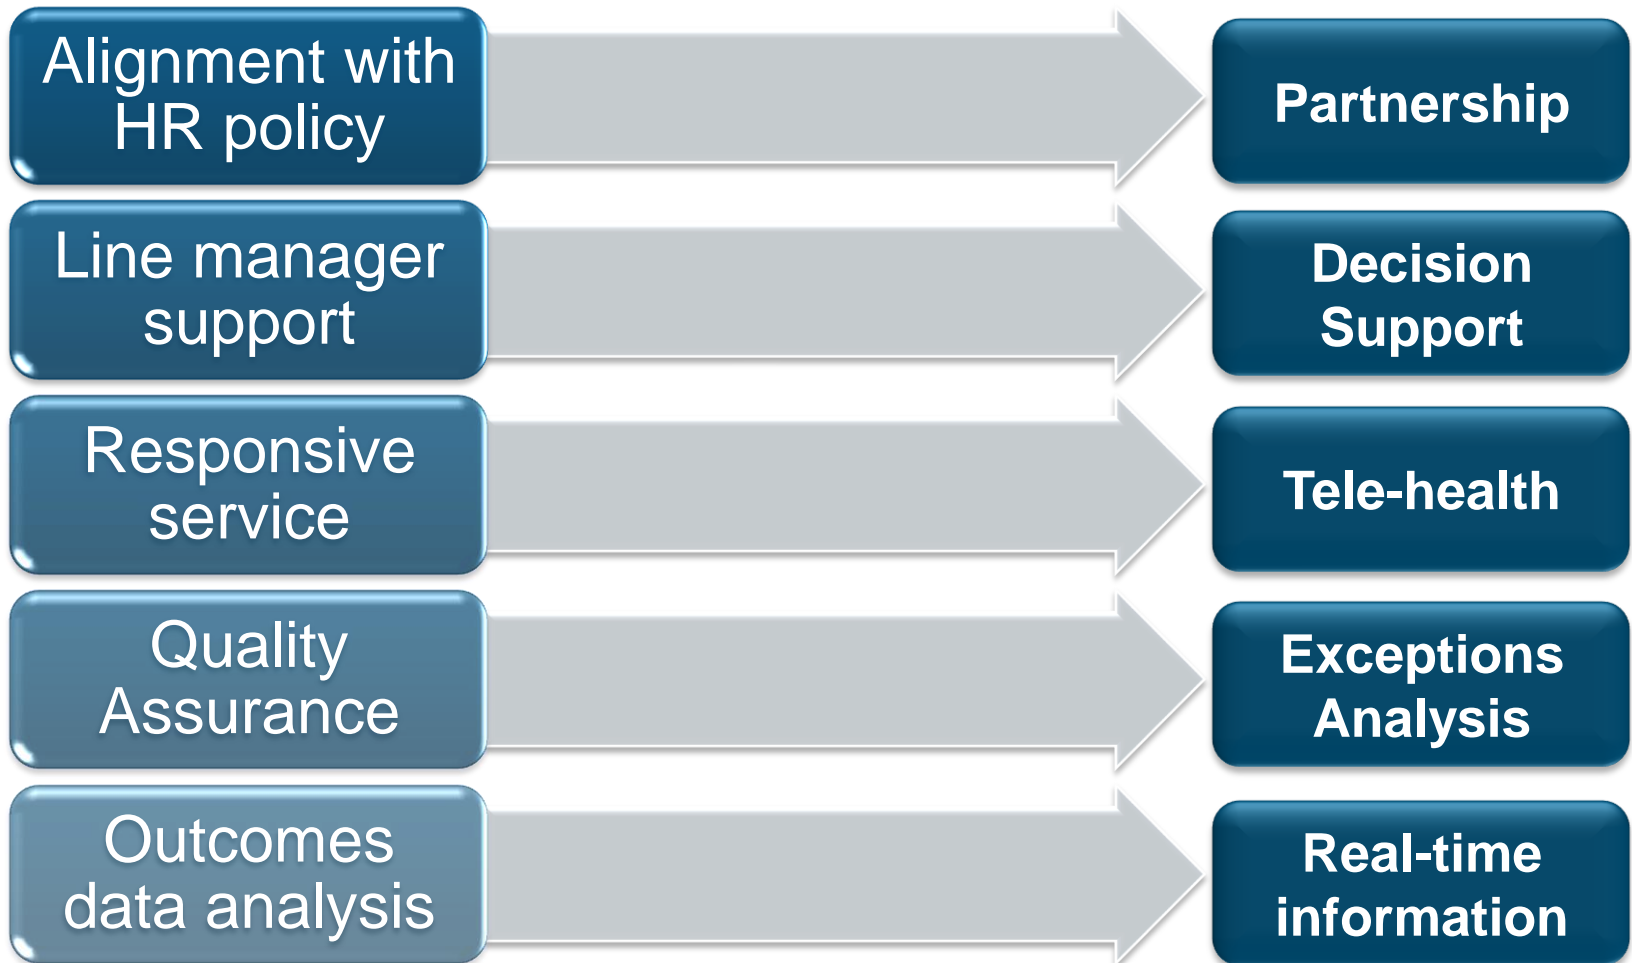 Alignment with
HR policy
Partnership
Line manager
support
Decision
Support
Responsive
service
Tele-health
Quality
Assurance
Exceptions
Analysis
Outcomes
data analysis
Real-time
information